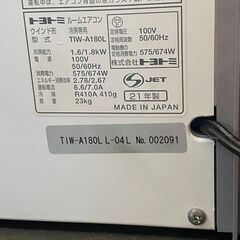 トヨトミ ルームエアコン
ウインド形 冷房専用
型式 TIW-A180L
冷房能力 1.6/1.8kW
電源 100V
50/60Hz
消費電力 575/674W
エネルギー消費効率 2.78/2.67
運転電流 6.6/7.0A
冷媒 R410A 410g
質量 23kg
定格電圧 100V
定格周波数 50/60Hz
定格消費電力 575/674W
株式会社トヨトミ
JET
21年製
MADE IN JAPAN
TIW-A180L L-04L No.002091